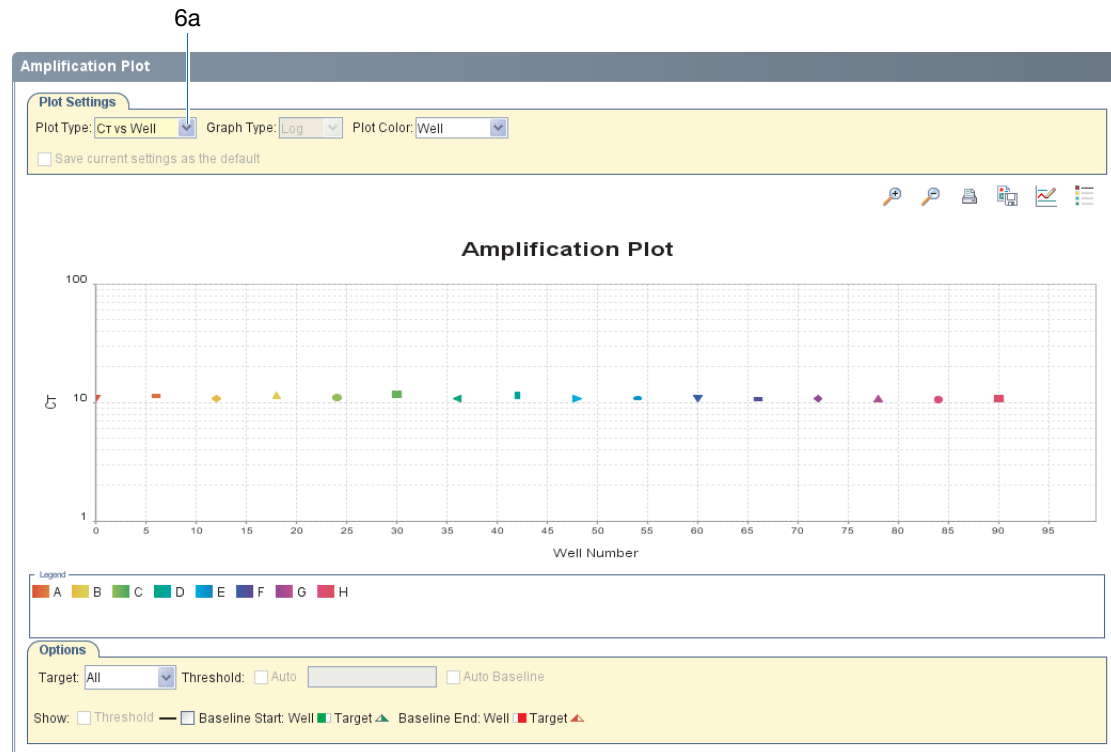 6a
Amplification Plot
Plot Settings
Plot Type: CT vs Well Graph Type: Log Plot Color: Well
Save current settings as the default
Amplification Plot
100
10
1
CT
0 5 10 15 20 25 30 35 40 45 50 55 60 65 70 75 80 85 90 95
Well Number
Legend
A B C D E F G H
Options
Target: All Threshold: Auto Auto Baseline
Show: Threshold Baseline Start: Well Target Baseline End: Well Target